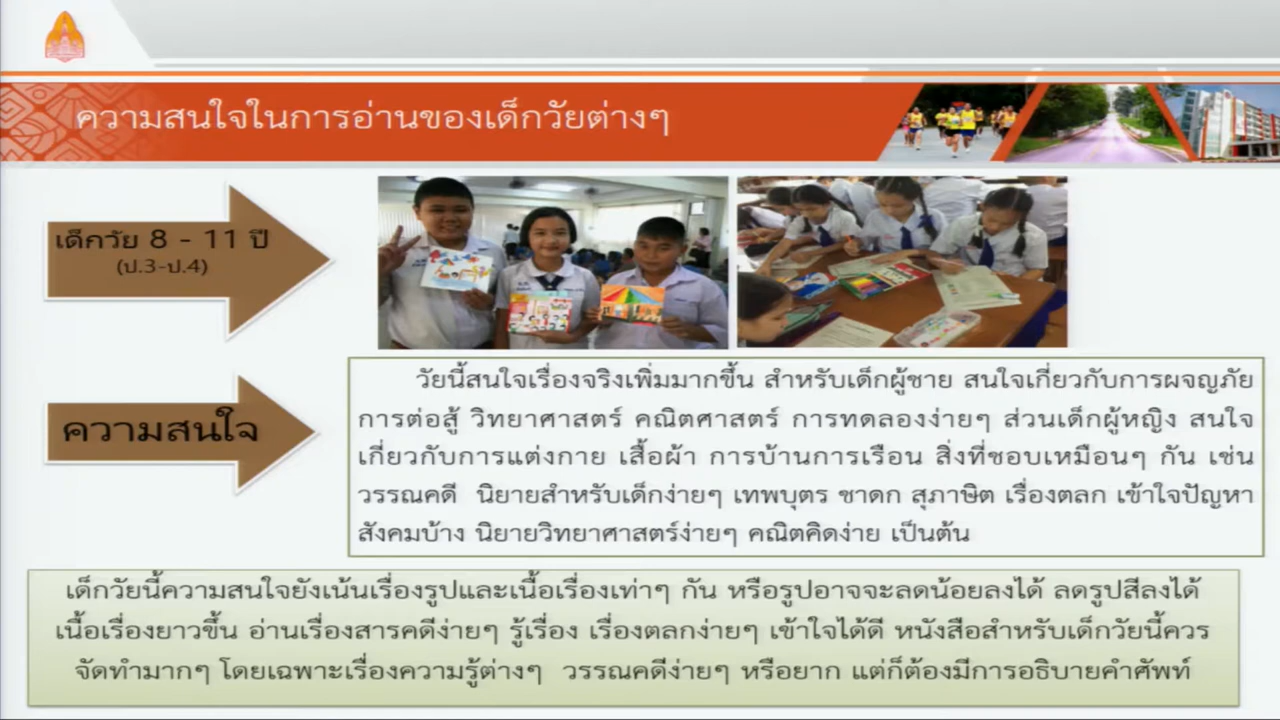 ความสนใจในการอ่านของเด็กวัยต่างๆ
เด็กวัย 8 - 11 ปี
(ป.3-ป.4)
ความสนใจ
วัยนี้สนใจเรื่องจริงเพิ่มมากขึ้น สำหรับเด็กผู้ชาย สนใจเกี่ยวกับการผจญภัย
การต่อสู้ วิทยาศาสตร์ คณิตศาสตร์ การทดลองง่ายๆ ส่วนเด็กผู้หญิง สนใจ
เกี่ยวกับการแต่งกาย เสื้อผ้า การบ้านการเรือน สิ่งที่ชอบเหมือนๆ กัน เช่น
วรรณคดี นิยายสำหรับเด็กง่ายๆ เทพบุตร ชาดก สุภาษิต เรื่องตลก เข้าใจปัญหา
สังคมบ้าง นิยายวิทยาศาสตร์ง่ายๆ คณิตคิดง่าย เป็นต้น
เด็กวัยนี้ความสนใจยังเน้นเรื่องรูปและเนื้อเรื่องเท่าๆ กัน หรือรูปอาจจะลดน้อยลงได้ ลดรูปสีลงได้
เนื้อเรื่องยาวขึ้น อ่านเรื่องสารคดีง่ายๆ รู้เรื่อง เรื่องตลกง่ายๆ เข้าใจได้ดี หนังสือสำหรับเด็กวัยนี้ควร
จัดทำมากๆ โดยเฉพาะเรื่องความรู้ต่างๆ วรรณคดีง่ายๆ หรือยาก แต่ก็ต้องมีการอธิบายคำศัพท์